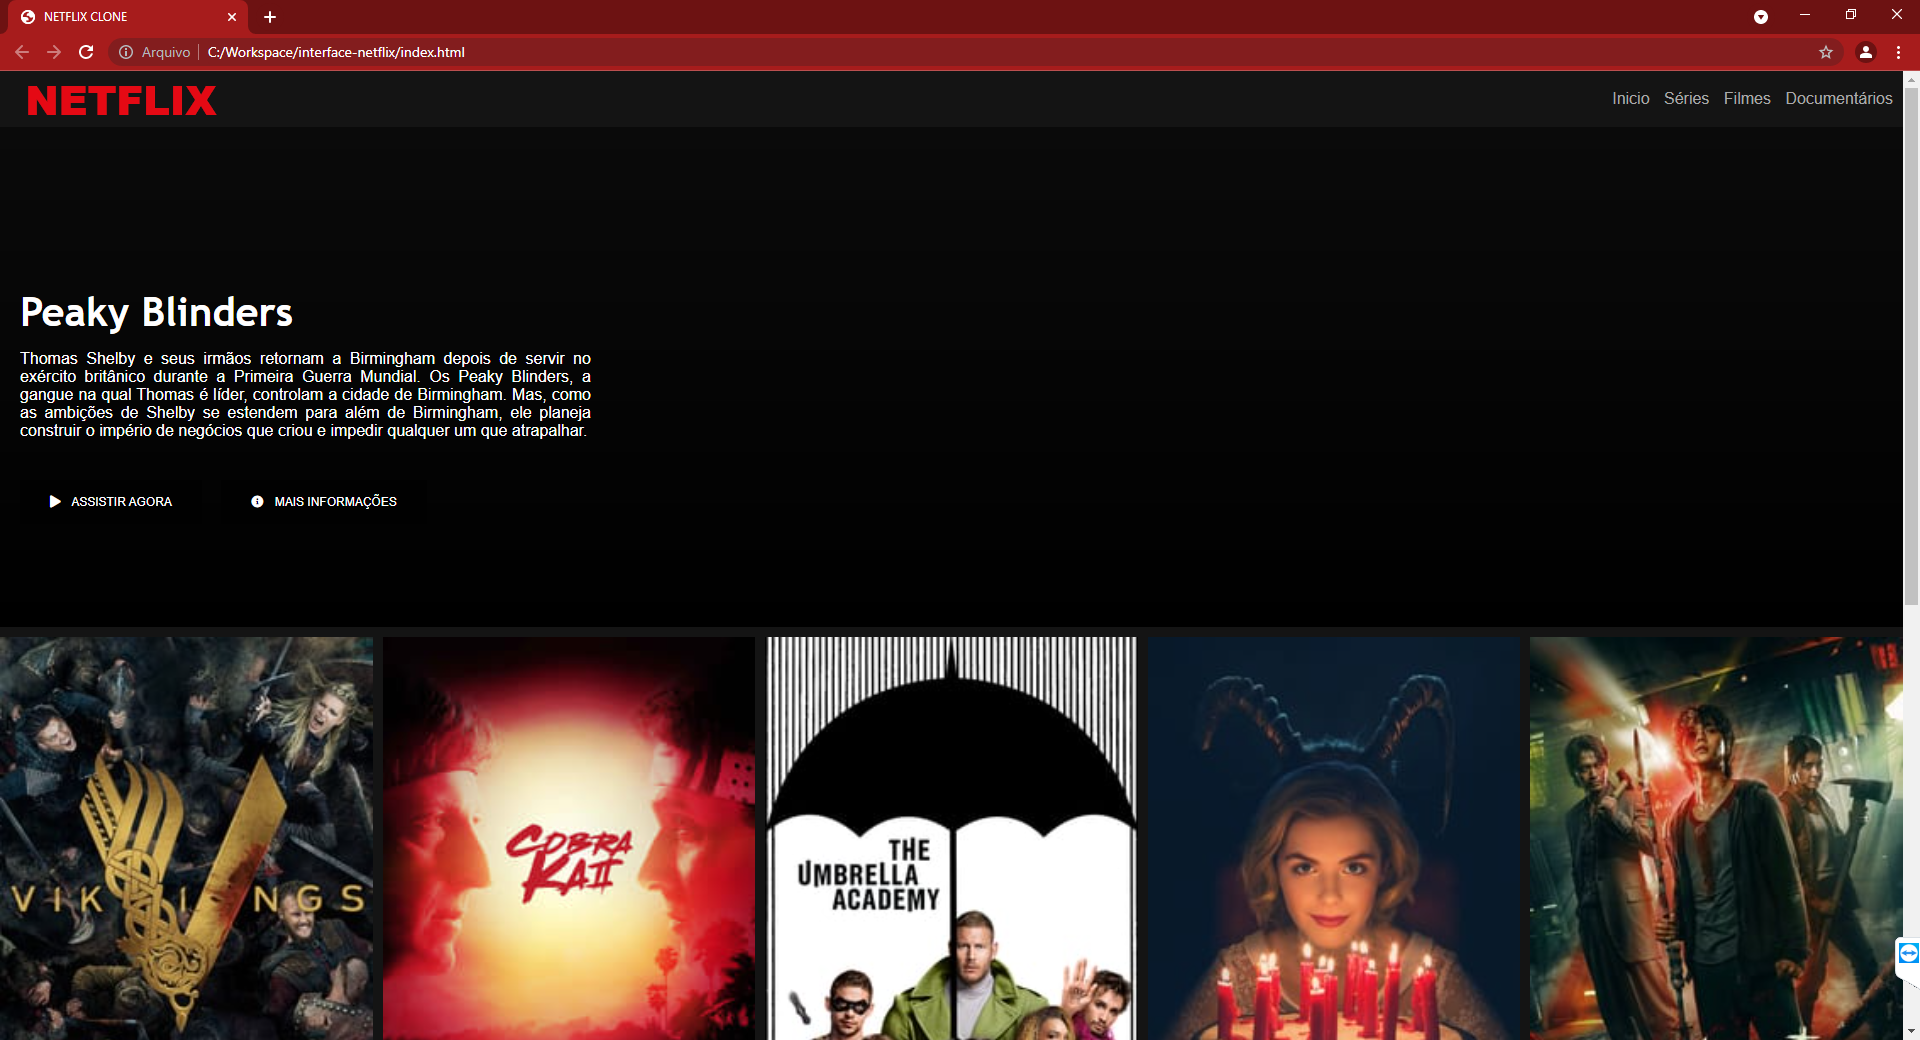 NETFLIX CLONE
Arquivo
C:/Workspace/interface-netflix/index.html
NETFLIX
Inicio Séries Filmes Documentários
Peaky Blinders
Thomas Shelby e seus irmãos retornam a Birmingham depois de servir no
exército britânico durante a Primeira Guerra Mundial. Os Peaky Blinders, a
gangue na qual Thomas é líder, controlam a cidade de Birmingham. Mas, como
as ambições de Shelby se estendem para além de Birmingham, ele planeja
construir o império de negócios que criou e impedir qualquer um que atrapalhar.
ASSISTIR AGORA
MAIS INFORMAÇÕES
VIKINGS
COBRA
KAII
THE
UMBRELLA
ACADEMY